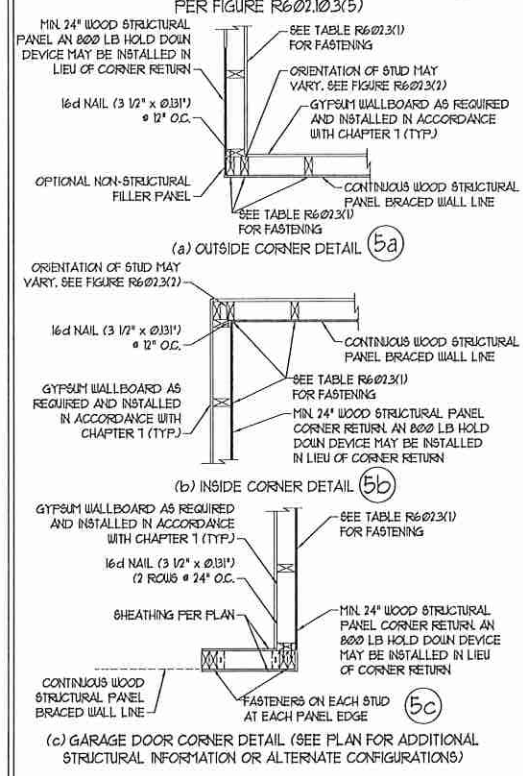 PER FIGURE R602.10.3(5)
MIN. 24" WOOD STRUCTURAL
PANEL AN 800 LB HOLD DOWN
DEVICE MAY BE INSTALLED IN
LIEU OF CORNER RETURN
SEE TABLE R602.3(1)
FOR FASTENING
16d NAIL (3 1/2" x 0.131")
@ 12" O.C.
ORIENTATION OF STUD MAY
VARY. SEE FIGURE R602.3(2)
GYPSUM WALLBOARD AS REQUIRED
AND INSTALLED IN ACCORDANCE
WITH CHAPTER 7 (TYP.)
OPTIONAL NON-STRUCTURAL
FILLER PANEL
CONTINUOUS WOOD STRUCTURAL
PANEL BRACED WALL LINE
SEE TABLE R602.3(1)
FOR FASTENING
(a) OUTSIDE CORNER DETAIL 5a
ORIENTATION OF STUD MAY
VARY. SEE FIGURE R602.3(2)
16d NAIL (3 1/2" x 0.131")
@ 12" O.C.
CONTINUOUS WOOD STRUCTURAL
PANEL BRACED WALL LINE
GYPSUM WALLBOARD AS
REQUIRED AND INSTALLED
IN ACCORDANCE WITH
CHAPTER 7 (TYP.)
SEE TABLE R602.3(1)
FOR FASTENING
MIN. 24" WOOD STRUCTURAL PANEL
CORNER RETURN. AN 800 LB HOLD
DOWN DEVICE MAY BE INSTALLED
IN LIEU OF CORNER RETURN
(b) INSIDE CORNER DETAIL 5b
GYPSUM WALLBOARD AS REQUIRED
AND INSTALLED IN ACCORDANCE
WITH CHAPTER 7 (TYP.)
SEE TABLE R602.3(1)
FOR FASTENING
16d NAIL (3 1/2" x 0.131")
(2 ROWS @ 24" O.C.
SHEATHING PER PLAN
MIN. 24" WOOD STRUCTURAL
PANEL CORNER RETURN. AN
800 LB HOLD DOWN DEVICE
MAY BE INSTALLED IN LIEU
OF CORNER RETURN
CONTINUOUS WOOD
STRUCTURAL PANEL
BRACED WALL LINE
FASTENERS ON EACH STUD
AT EACH PANEL EDGE
5c
(c) GARAGE DOOR CORNER DETAIL (SEE PLAN FOR ADDITIONAL
STRUCTURAL INFORMATION OR ALTERNATE CONFIGURATIONS)